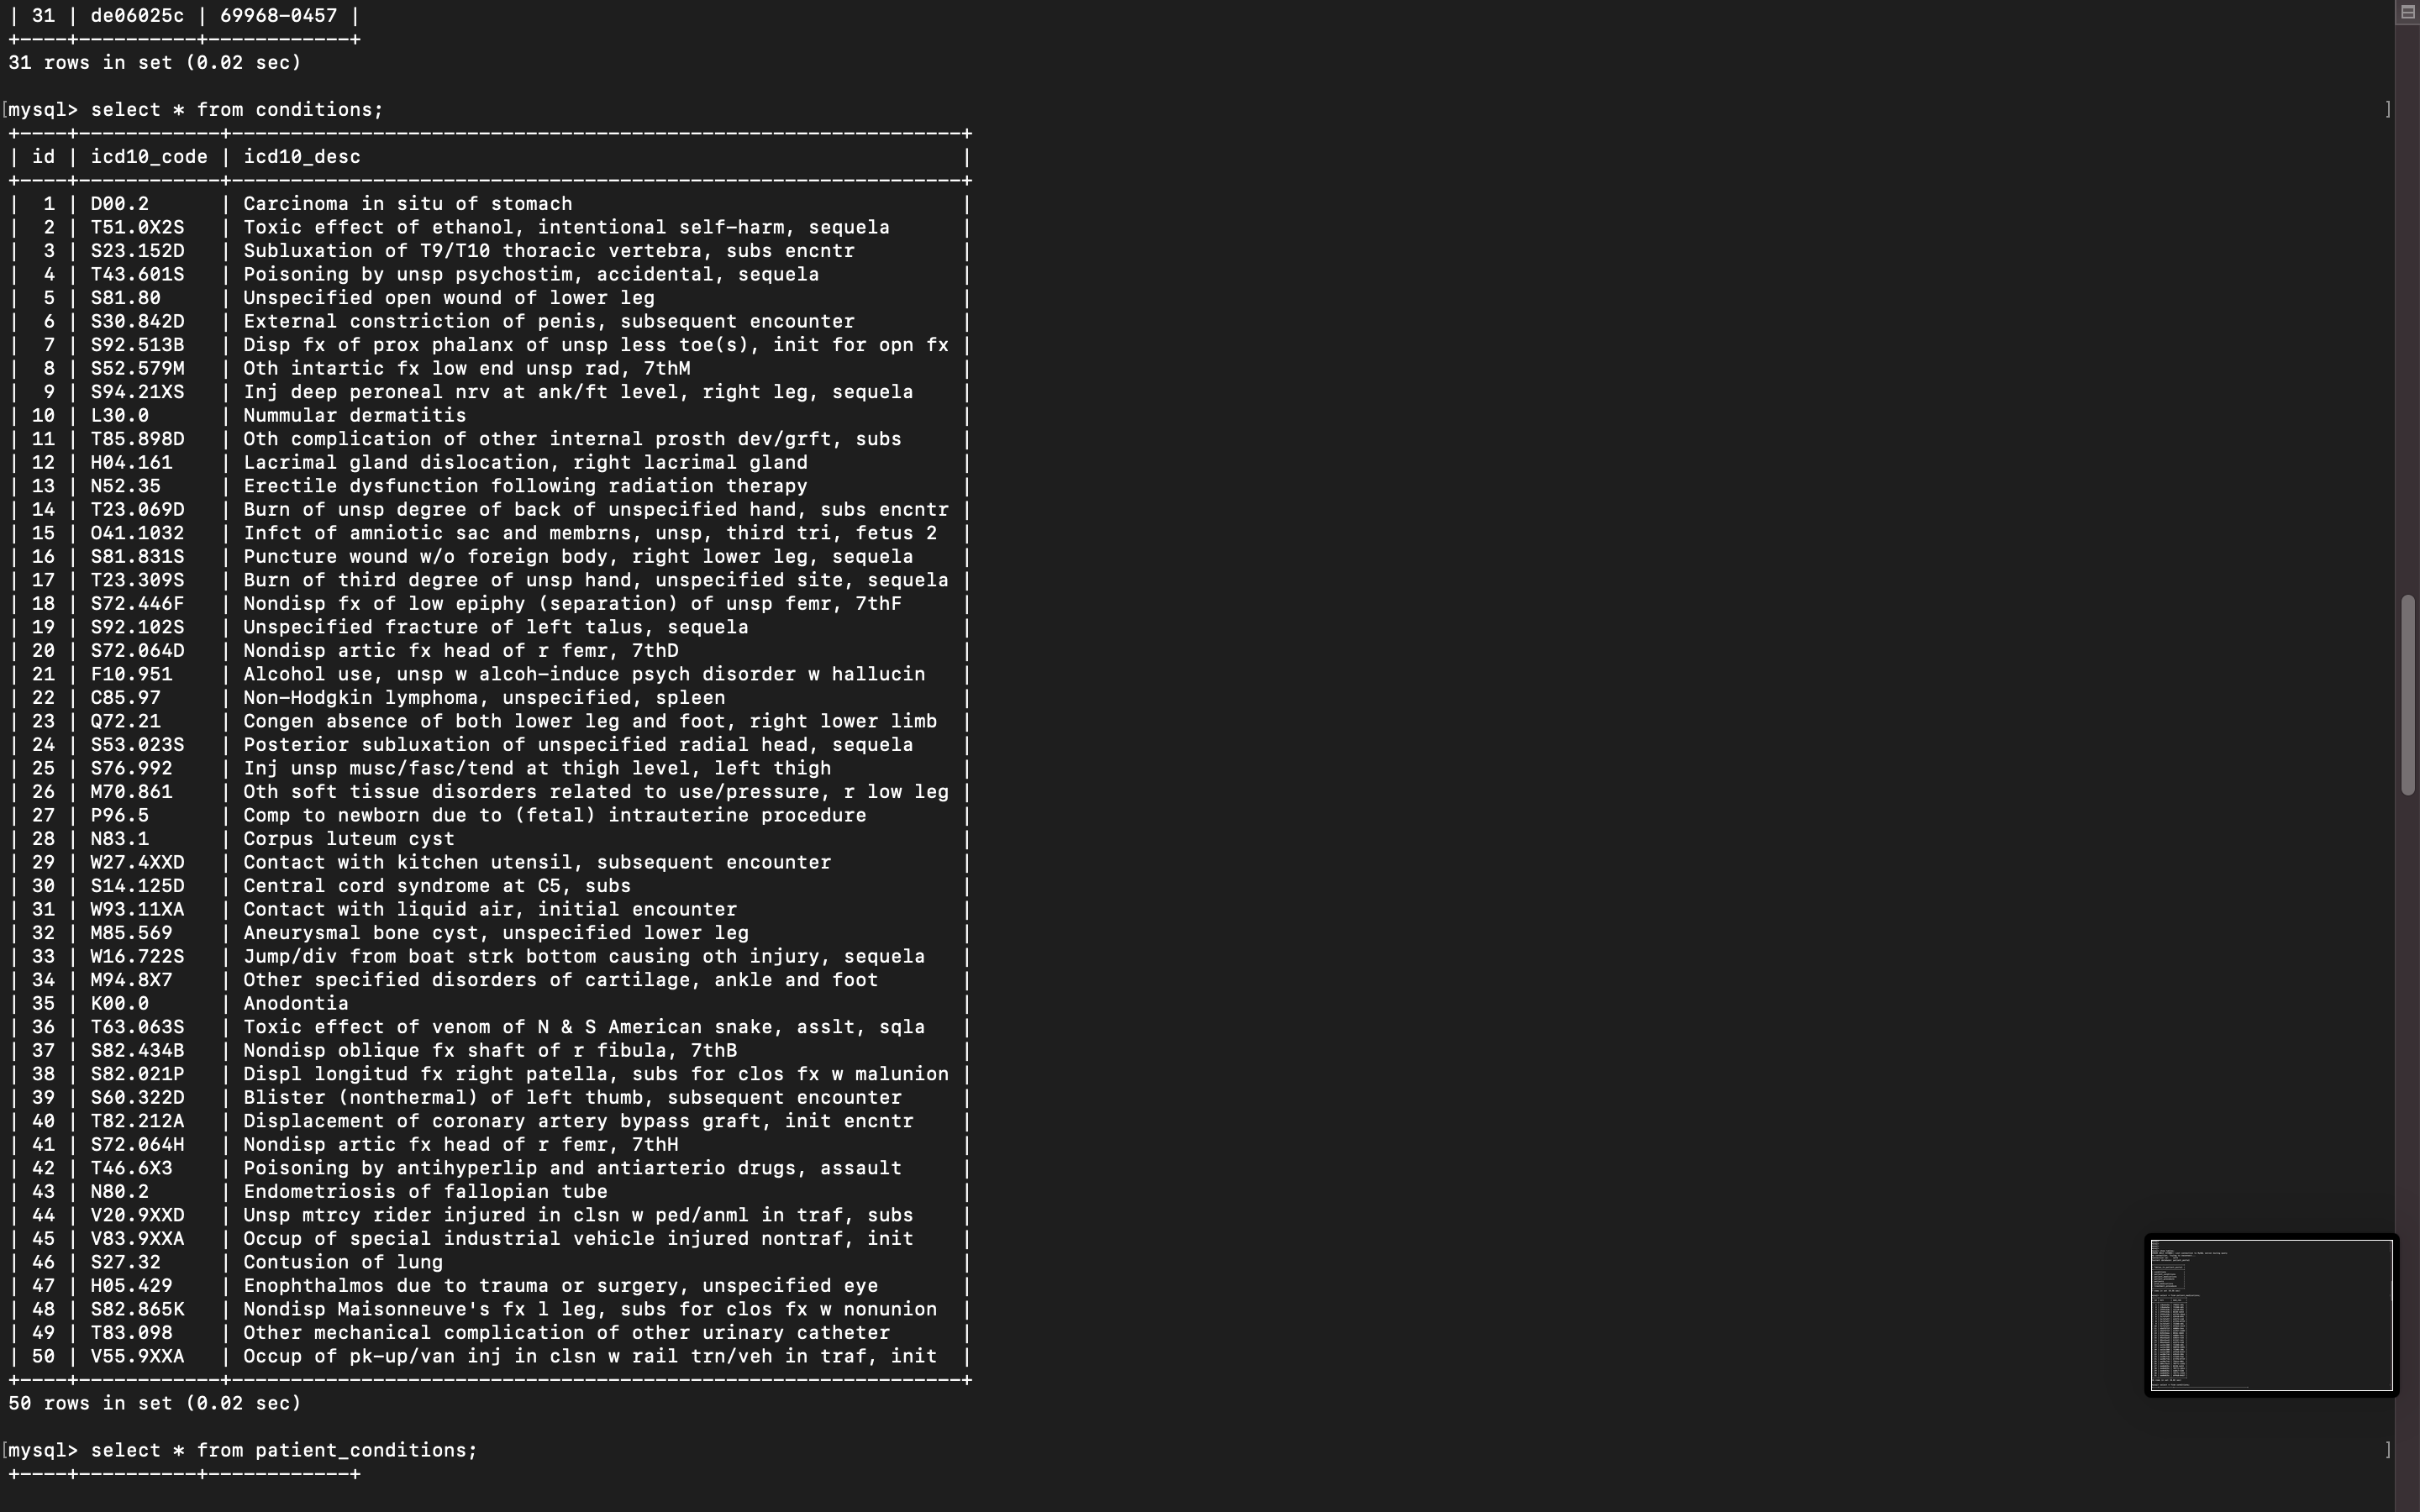 | 31 | de06025c | 69968-0457 |
+----+----------+------------+
31 rows in set (0.02 sec)
[mysql> select * from conditions; ]
+----+------------+--------------------------------------------------------------+
| id | icd10_code | icd10_desc                                                   |
+----+------------+--------------------------------------------------------------+
|  1 | D00.2      | Carcinoma in situ of stomach                                 |
|  2 | T51.0X2S   | Toxic effect of ethanol, intentional self-harm, sequela      |
|  3 | S23.152D   | Subluxation of T9/T10 thoracic vertebra, subs encntr         |
|  4 | T43.601S   | Poisoning by unsp psychostim, accidental, sequela            |
|  5 | S81.80     | Unspecified open wound of lower leg                          |
|  6 | S30.842D   | External constriction of penis, subsequent encounter         |
|  7 | S92.513B   | Disp fx of prox phalanx of unsp less toe(s), init for opn fx |
|  8 | S52.579M   | Oth intartic fx low end unsp rad, 7thM                       |
|  9 | S94.21XS   | Inj deep peroneal nrv at ank/ft level, right leg, sequela    |
| 10 | L30.0      | Nummular dermatitis                                          |
| 11 | T85.898D   | Oth complication of other internal prosth dev/grft, subs     |
| 12 | H04.161    | Lacrimal gland dislocation, right lacrimal gland             |
| 13 | N52.35     | Erectile dysfunction following radiation therapy             |
| 14 | T23.069D   | Burn of unsp degree of back of unspecified hand, subs encntr |
| 15 | O41.1032   | Infct of amniotic sac and membrns, unsp, third tri, fetus 2  |
| 16 | S81.831S   | Puncture wound w/o foreign body, right lower leg, sequela    |
| 17 | T23.309S   | Burn of third degree of unsp hand, unspecified site, sequela |
| 18 | S72.446F   | Nondisp fx of low epiphy (separation) of unsp femr, 7thF     |
| 19 | S92.102S   | Unspecified fracture of left talus, sequela                  |
| 20 | S72.064D   | Nondisp artic fx head of r femr, 7thD                        |
| 21 | F10.951    | Alcohol use, unsp w alcoh-induce psych disorder w hallucin   |
| 22 | C85.97     | Non-Hodgkin lymphoma, unspecified, spleen                    |
| 23 | Q72.21     | Congen absence of both lower leg and foot, right lower limb  |
| 24 | S53.023S   | Posterior subluxation of unspecified radial head, sequela    |
| 25 | S76.992    | Inj unsp musc/fasc/tend at thigh level, left thigh           |
| 26 | M70.861    | Oth soft tissue disorders related to use/pressure, r low leg |
| 27 | P96.5      | Comp to newborn due to (fetal) intrauterine procedure        |
| 28 | N83.1      | Corpus luteum cyst                                           |
| 29 | W27.4XXD   | Contact with kitchen utensil, subsequent encounter           |
| 30 | S14.125D   | Central cord syndrome at C5, subs                            |
| 31 | W93.11XA   | Contact with liquid air, initial encounter                   |
| 32 | M85.569    | Aneurysmal bone cyst, unspecified lower leg                  |
| 33 | W16.722S   | Jump/div from boat strk bottom causing oth injury, sequela   |
| 34 | M94.8X7    | Other specified disorders of cartilage, ankle and foot       |
| 35 | K00.0      | Anodontia                                                    |
| 36 | T63.063S   | Toxic effect of venom of N & S American snake, asslt, sqla   |
| 37 | S82.434B   | Nondisp oblique fx shaft of r fibula, 7thB                   |
| 38 | S82.021P   | Displ longitud fx right patella, subs for clos fx w malunion |
| 39 | S60.322D   | Blister (nonthermal) of left thumb, subsequent encounter     |
| 40 | T82.212A   | Displacement of coronary artery bypass graft, init encntr    |
| 41 | S72.064H   | Nondisp artic fx head of r femr, 7thH                        |
| 42 | T46.6X3    | Poisoning by antihyperlip and antiarterio drugs, assault     |
| 43 | N80.2      | Endometriosis of fallopian tube                              |
| 44 | V20.9XXD   | Unsp mtrcy rider injured in clsn w ped/anml in traf, subs    |
| 45 | V83.9XXA   | Occup of special industrial vehicle injured nontraf, init    |
| 46 | S27.32     | Contusion of lung                                            |
| 47 | H05.429    | Enophthalmos due to trauma or surgery, unspecified eye       |
| 48 | S82.865K   | Nondisp Maisonneuve's fx l leg, subs for clos fx w nonunion  |
| 49 | T83.098    | Other mechanical complication of other urinary catheter      |
| 50 | V55.9XXA   | Occup of pk-up/van inj in clsn w rail trn/veh in traf, init  |
+----+------------+--------------------------------------------------------------+
50 rows in set (0.02 sec)
[mysql> select * from patient_conditions; ]
+----+----------+------------+